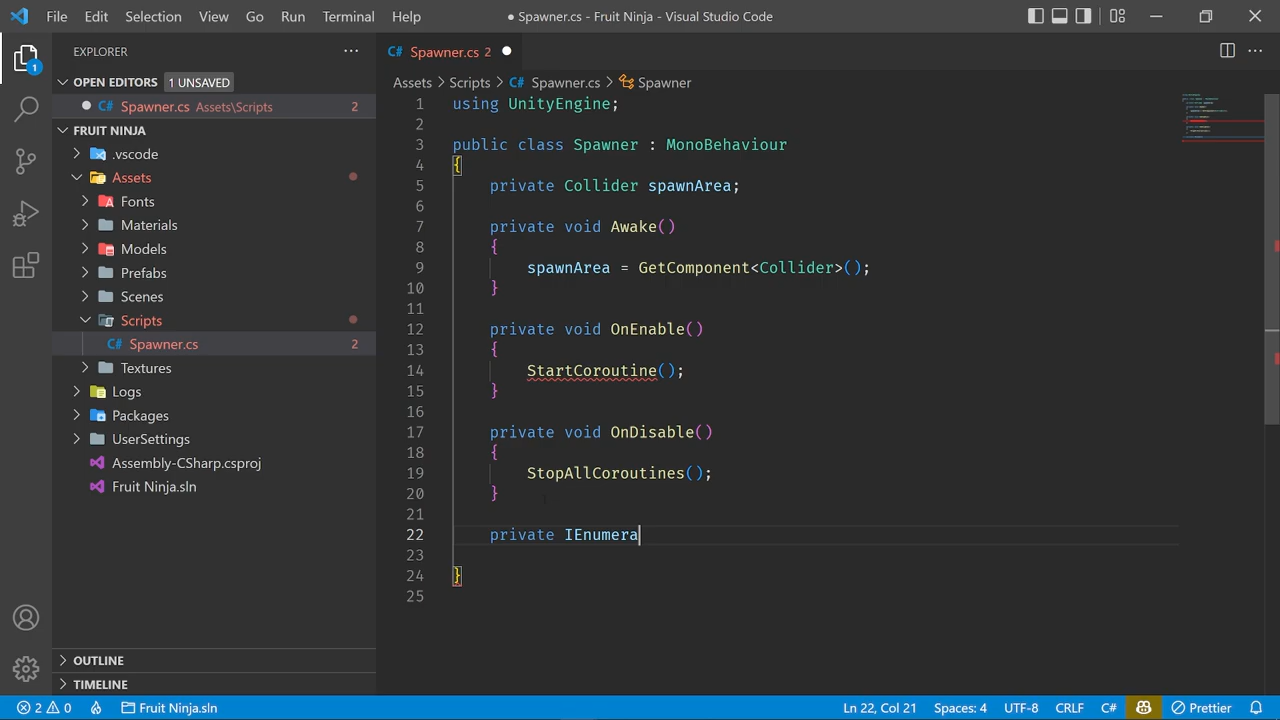 File Edit Selection View Go Run Terminal Help
● Spawner.cs - Fruit Ninja - Visual Studio Code
EXPLORER
OPEN EDITORS 1 UNSAVED
C# Spawner.cs Assets\Scripts 2
FRUIT NINJA
.vscode
Assets
Fonts
Materials
Models
Prefabs
Scenes
Scripts
C# Spawner.cs 2
Textures
Logs
Packages
UserSettings
Assembly-CSharp.csproj
Fruit Ninja.sln
OUTLINE
TIMELINE
1
C# Spawner.cs 2
Assets > Scripts > C# Spawner.cs > Spawner
1 using UnityEngine;
2
3 public class Spawner : MonoBehaviour
4 {
5 private Collider spawnArea;
6
7 private void Awake()
8 {
9 spawnArea = GetComponent<Collider>();
10 }
11
12 private void OnEnable()
13 {
14 StartCoroutine();
15 }
16
17 private void OnDisable()
18 {
19 StopAllCoroutines();
20 }
21
22 private IEnumera
23
24 }
25
2 0 Fruit Ninja.sln Ln 22, Col 21 Spaces: 4 UTF-8 CRLF C# Prettier